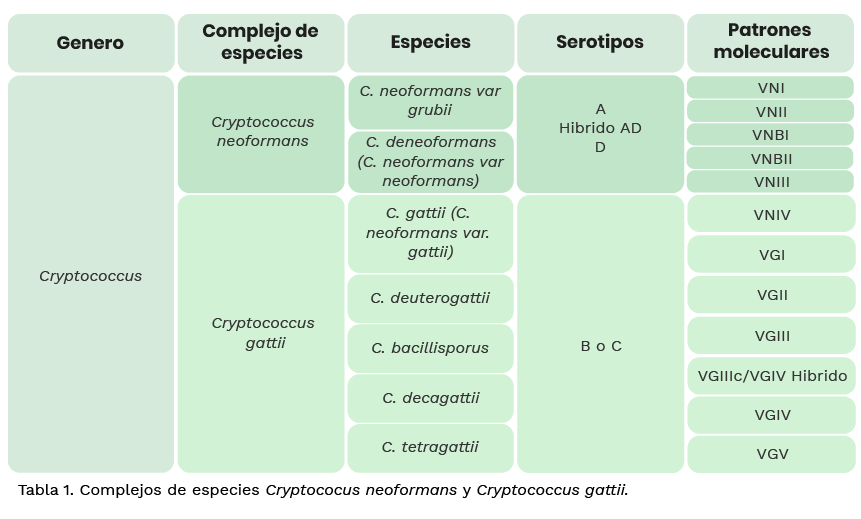 Genero
Complejo de
especies
Especies
Serotipos
Patrones
moleculares
Cryptococcus
Cryptococcus
neoformans
C. neoformans var
grubii
C. deneoformans
(C. neoformans var
neoformans)
A
Hibrido AD
D
VNI
VNII
VNBI
VNBII
VNIII
Cryptococcus
gattii
C. gattii (C.
neoformans var.
gattii)
C. deuterogattii
C. bacillisporus
C. decagattii
C. tetragattii
B o C
VNIV
VGI
VGII
VGIII
VGIIIc/VGIV Hibrido
VGIV
VGV
Tabla 1. Complejos de especies Cryptococus neoformans y Cryptococcus gattii.